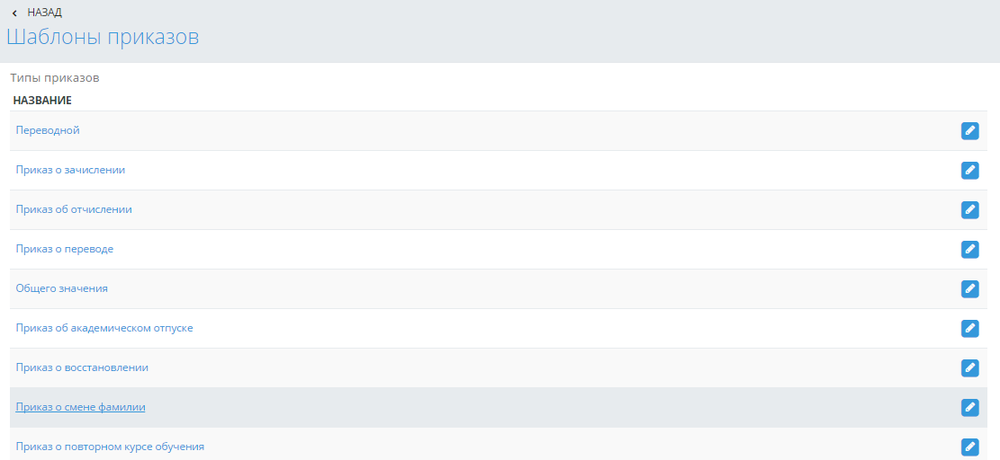 НАЗАД
Шаблоны приказов
Типы приказов
НАЗВАНИЕ
Переводной
Приказ о зачислении
Приказ об отчислении
Приказ о переводе
Общего значения
Приказ об академическом отпуске
Приказ о восстановлении
Приказ о смене фамилии
Приказ о повторном курсе обучения